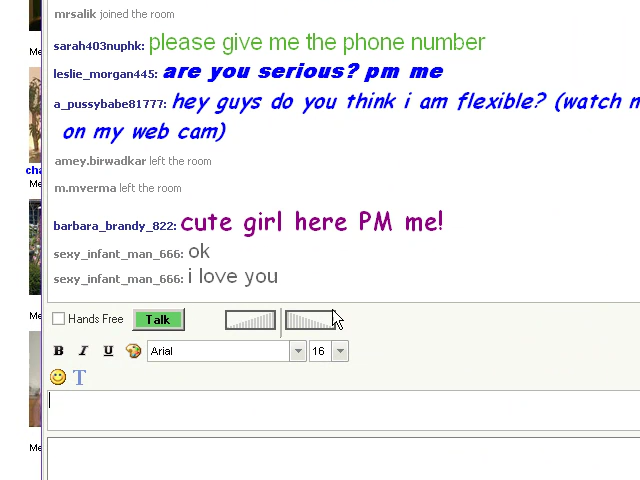 mrsalik joined the room
sarah403nuphk: please give me the phone number
leslie_morgan445: are you serious? pm me
a_pussybabe81777: hey guys do you think i am flexible? (watch
on my web cam)
amey.birwadkar left the room
m.mverma left the room
barbara_brandy_822: cute girl here PM me!
sexy_infant_man_666: ok
sexy_infant_man_666: i love you
Hands Free Talk
B I U Arial 16
T